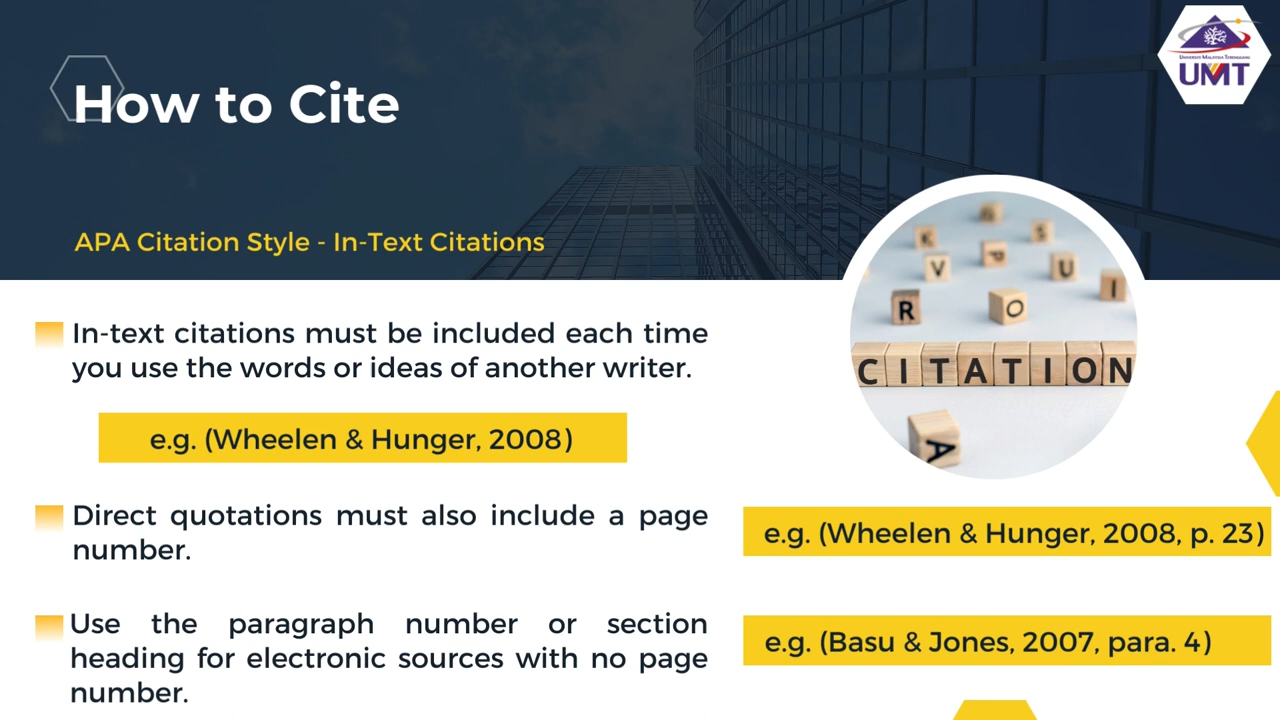 UNIVERSITI MALAYSIA TERENGGANU
UMT
How to Cite
APA Citation Style - In-Text Citations
In-text citations must be included each time
you use the words or ideas of another writer.
e.g. (Wheelen & Hunger, 2008)
Direct quotations must also include a page
number.
e.g. (Wheelen & Hunger, 2008, p. 23)
Use the paragraph number or section
heading for electronic sources with no page
number.
e.g. (Basu & Jones, 2007, para. 4)
K S
V P U I
R O
CITATION
A